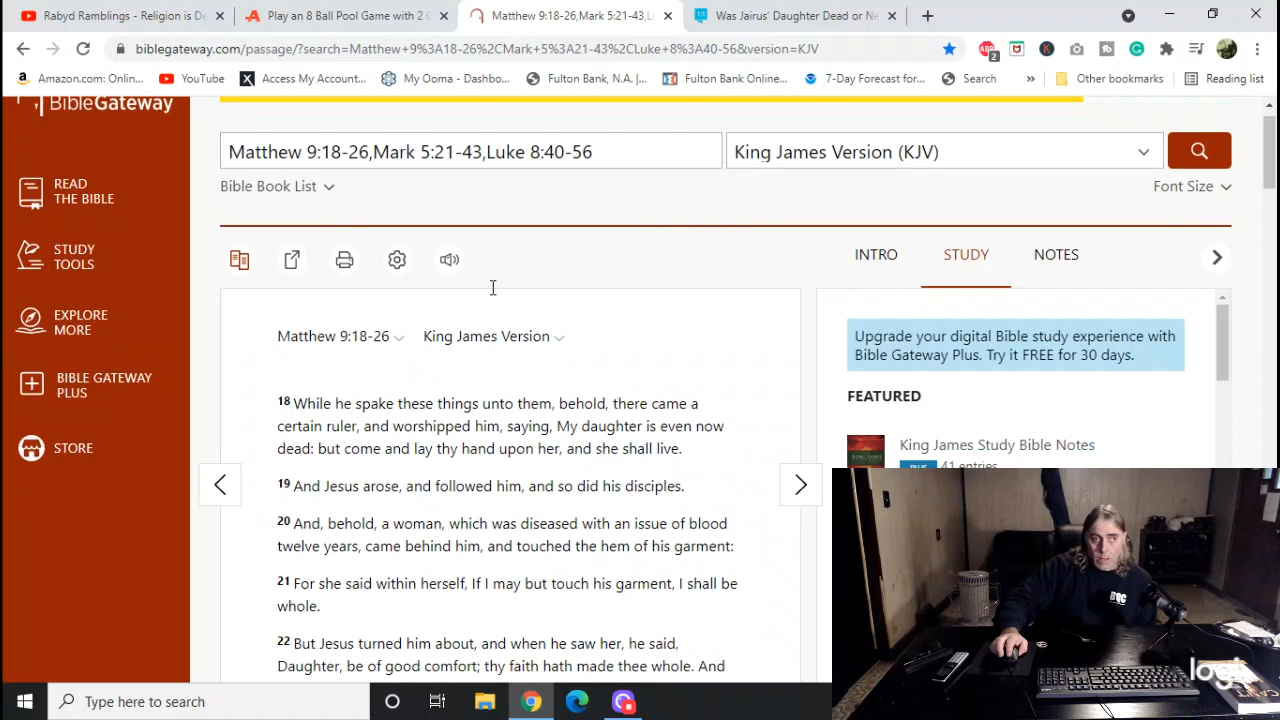 Rabyd Ramblings - Religion is De
Play an 8 Ball Pool Game with 2
Matthew 9:18-26,Mark 5:21-43,L
Was Jairus' Daughter Dead or Ne
biblegateway.com/passage/?search=Matthew+9%3A18-26%2CMark+5%3A21-43%2CLuke+8%3A40-56&version=KJV
ABP
2
Amazon.com: Onlin...
YouTube
Access My Account...
My Ooma - Dashbo...
Fulton Bank, N.A. |...
Fulton Bank Online...
7-Day Forecast for...
Search
»
Other bookmarks
Reading list
BibleGateway
Matthew 9:18-26,Mark 5:21-43,Luke 8:40-56
King James Version (KJV)
Bible Book List
Font Size
READ
THE BIBLE
STUDY
TOOLS
EXPLORE
MORE
BIBLE GATEWAY
PLUS
STORE
INTRO
STUDY
NOTES
Matthew 9:18-26
King James Version
18 While he spake these things unto them, behold, there came a
certain ruler, and worshipped him, saying, My daughter is even now
dead: but come and lay thy hand upon her, and she shall live.
19 And Jesus arose, and followed him, and so did his disciples.
20 And, behold, a woman, which was diseased with an issue of blood
twelve years, came behind him, and touched the hem of his garment:
21 For she said within herself, If I may but touch his garment, I shall be
whole.
22 But Jesus turned him about, and when he saw her, he said,
Daughter, be of good comfort; thy faith hath made thee whole. And
Upgrade your digital Bible study experience with
Bible Gateway Plus. Try it FREE for 30 days.
FEATURED
King James Study Bible Notes
PLUS
41 entries
logi
Type here to search